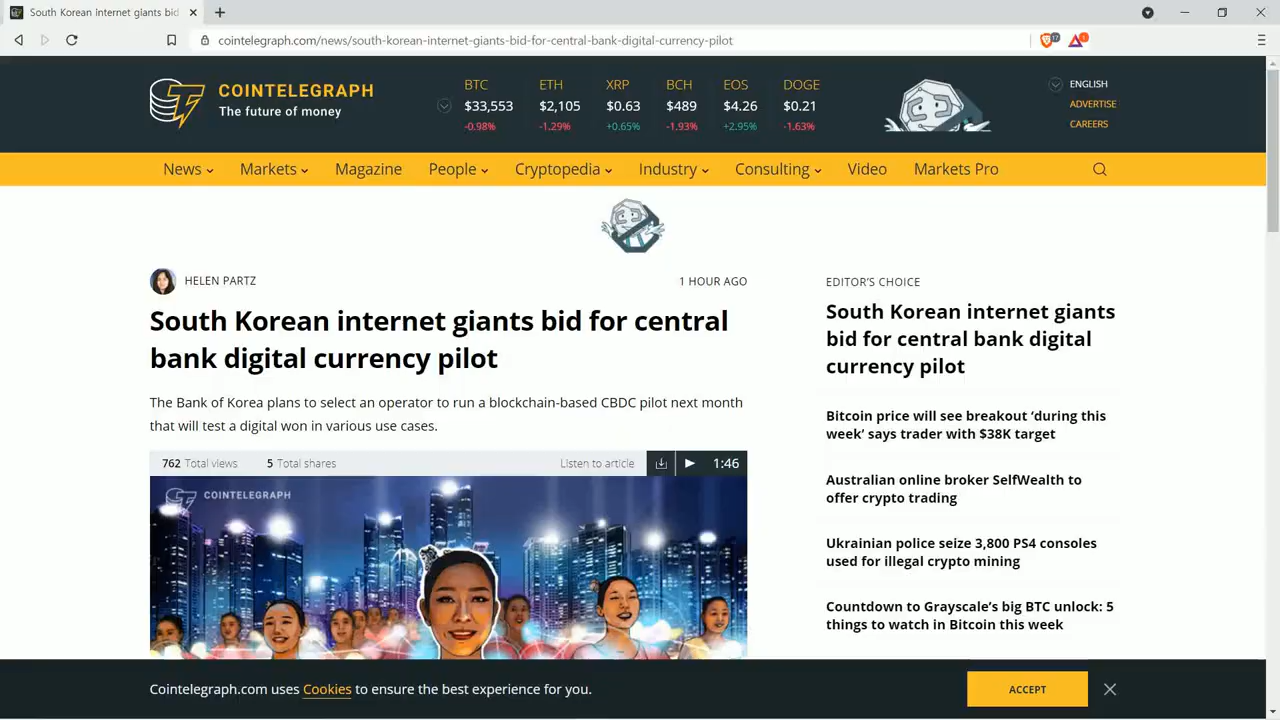 South Korean internet giants bid
cointelegraph.com/news/south-korean-internet-giants-bid-for-central-bank-digital-currency-pilot
17
1
COINTELEGRAPH
The future of money
BTC ETH XRP BCH EOS DOGE
$33,553 $2,105 $0.63 $489 $4.26 $0.21
-0.98% -1.29% +0.65% -1.93% +2.95% -1.63%
ENGLISH
ADVERTISE
CAREERS
News Markets Magazine People Cryptopedia Industry Consulting Video Markets Pro
HELEN PARTZ
1 HOUR AGO
South Korean internet giants bid for central
bank digital currency pilot
The Bank of Korea plans to select an operator to run a blockchain-based CBDC pilot next month
that will test a digital won in various use cases.
762 Total views 5 Total shares Listen to article 1:46
COINTELEGRAPH
EDITOR'S CHOICE
South Korean internet giants
bid for central bank digital
currency pilot
Bitcoin price will see breakout ‘during this
week’ says trader with $38K target
Australian online broker SelfWealth to
offer crypto trading
Ukrainian police seize 3,800 PS4 consoles
used for illegal crypto mining
Countdown to Grayscale’s big BTC unlock: 5
things to watch in Bitcoin this week
Cointelegraph.com uses Cookies to ensure the best experience for you.
ACCEPT